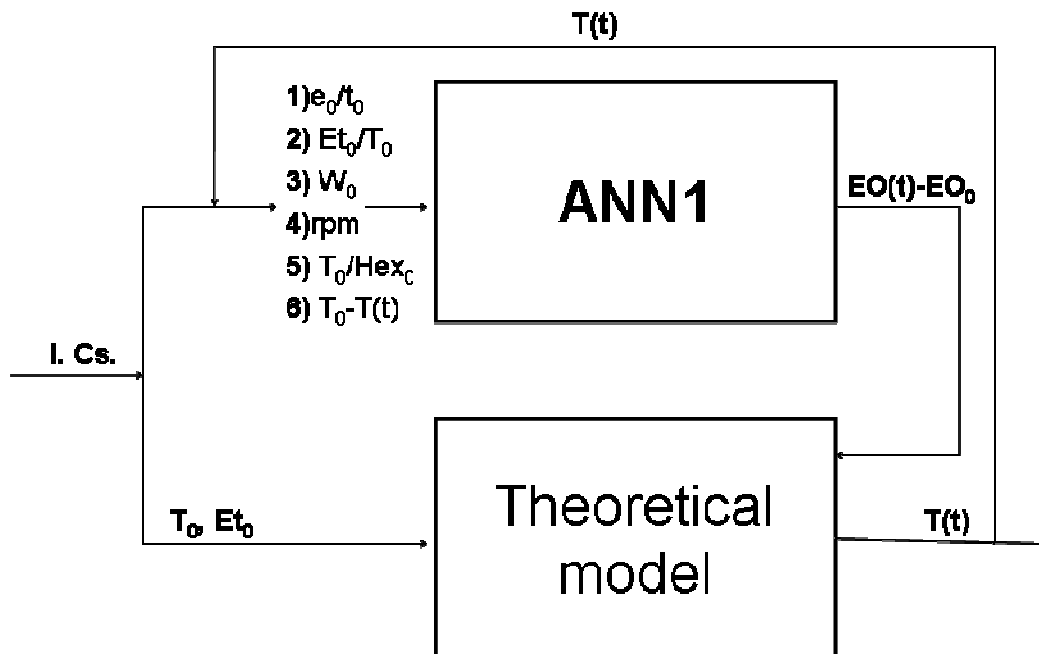 T(t)
1)e₀/t₀
2) Et₀/T₀
3) W₀
4)rpm
5) T₀/Hex₀
6) T₀-T(t)
ANN1
EO(t)-EO₀
I. Cs.
T₀, Et₀
Theoretical
model
T(t)